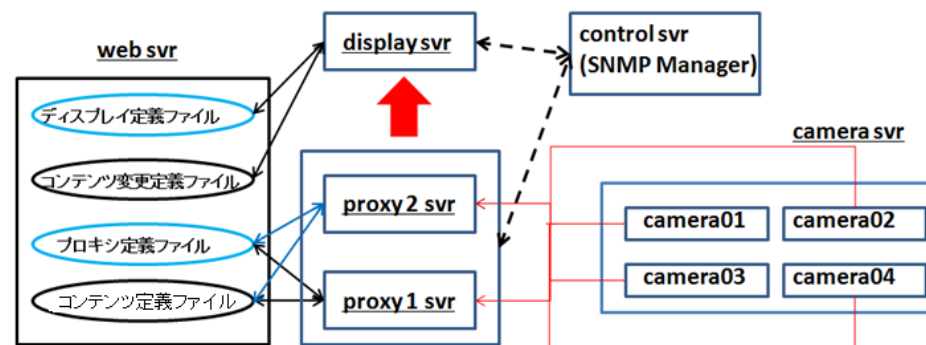 web svr
ディスプレイ定義ファイル
コンテンツ変更定義ファイル
プロキシ定義ファイル
コンテンツ定義ファイル
display svr
proxy 2 svr
proxy 1 svr
control svr
(SNMP Manager)
camera svr
camera01
camera02
camera03
camera04